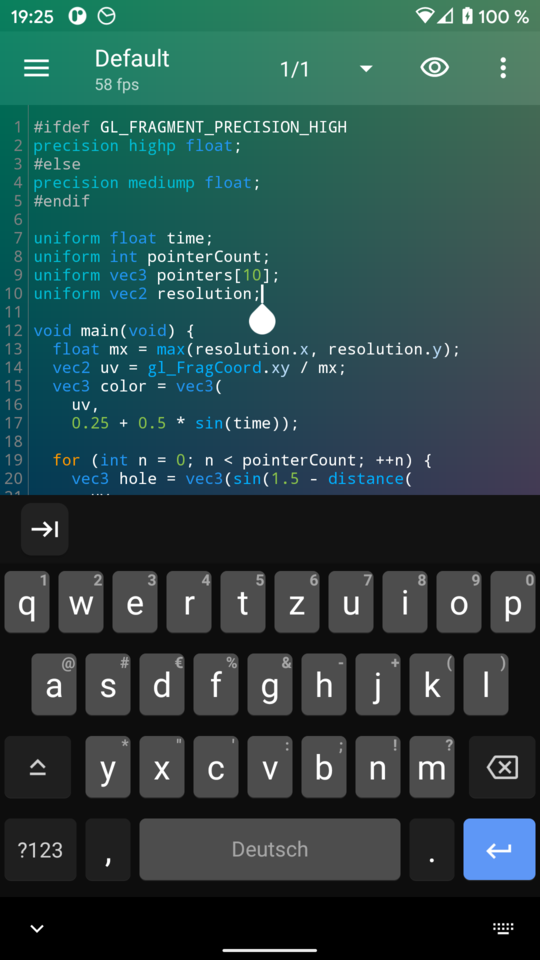 19:25 100 %
Default 1/1
58 fps
1 #ifdef GL_FRAGMENT_PRECISION_HIGH
2 precision highp float;
3 #else
4 precision mediump float;
5 #endif
6
7 uniform float time;
8 uniform int pointerCount;
9 uniform vec3 pointers[10];
10 uniform vec2 resolution;
11
12 void main(void) {
13 float mx = max(resolution.x, resolution.y);
14 vec2 uv = gl_FragCoord.xy / mx;
15 vec3 color = vec3(
16 uv,
17 0.25 + 0.5 * sin(time));
18
19 for (int n = 0; n < pointerCount; ++n) {
20 vec3 hole = vec3(sin(1.5 - distance(
1 2 3 4 5 6 7 8 9 0
q w e r t z u i o p
@ # € % & - + ( )
a s d f g h j k l
* " ' : ; ! ?
y x c v b n m
?123 , Deutsch .